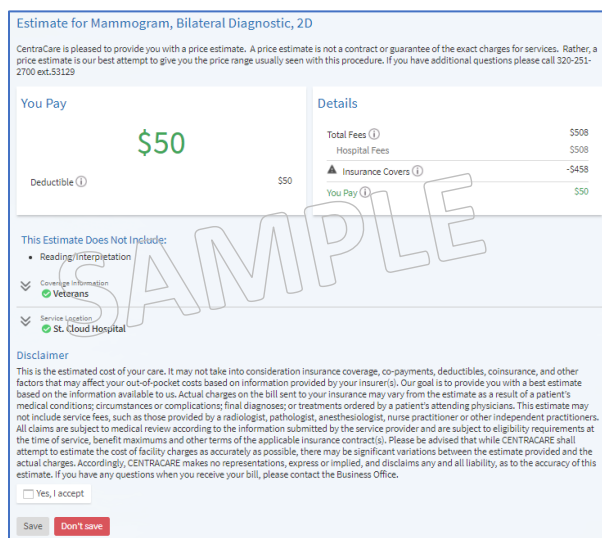 Estimate for Mammogram, Bilateral Diagnostic, 2D
CentraCare is pleased to provide you with a price estimate. A price estimate is not a contract or guarantee of the exact charges for services. Rather, a
price estimate is our best attempt to give you the price range usually seen with this procedure. If you have additional questions please call 320-251-
2700 ext.53129
You Pay
$50
Deductible $50
Details
Total Fees $508
Hospital Fees $508
Insurance Covers -$458
You Pay $50
SAMPLE
This Estimate Does Not Include:
• Reading/Interpretation
Coverage Information
Veterans
Service Location
St. Cloud Hospital
Disclaimer
This is the estimated cost of your care. It may not take into consideration insurance coverage, co-payments, deductibles, coinsurance, and other
factors that may affect your out-of-pocket costs based on information provided by your insurer(s). Our goal is to provide you with a best estimate
based on the information available to us. Actual charges on the bill sent to your insurance may vary from the estimate as a result of a patient's
medical conditions; circumstances or complications; final diagnoses; or treatments ordered by a patient's attending physicians. This estimate may
not include service fees, such as those provided by a radiologist, pathologist, anesthesiologist, nurse practitioner or other independent practitioners.
All claims are subject to medical review according to the information submitted by the service provider and are subject to eligibility requirements at
the time of service, benefit maximums and other terms of the applicable insurance contract(s). Please be advised that while CENTRACARE shall
attempt to estimate the cost of facility charges as accurately as possible, there may be significant variations between the estimate provided and the
actual charges. Accordingly, CENTRACARE makes no representations, express or implied, and disclaims any and all liability, as to the accuracy of this
estimate. If you have any questions when you receive your bill, please contact the Business Office.
Yes, I accept
Save Don't save